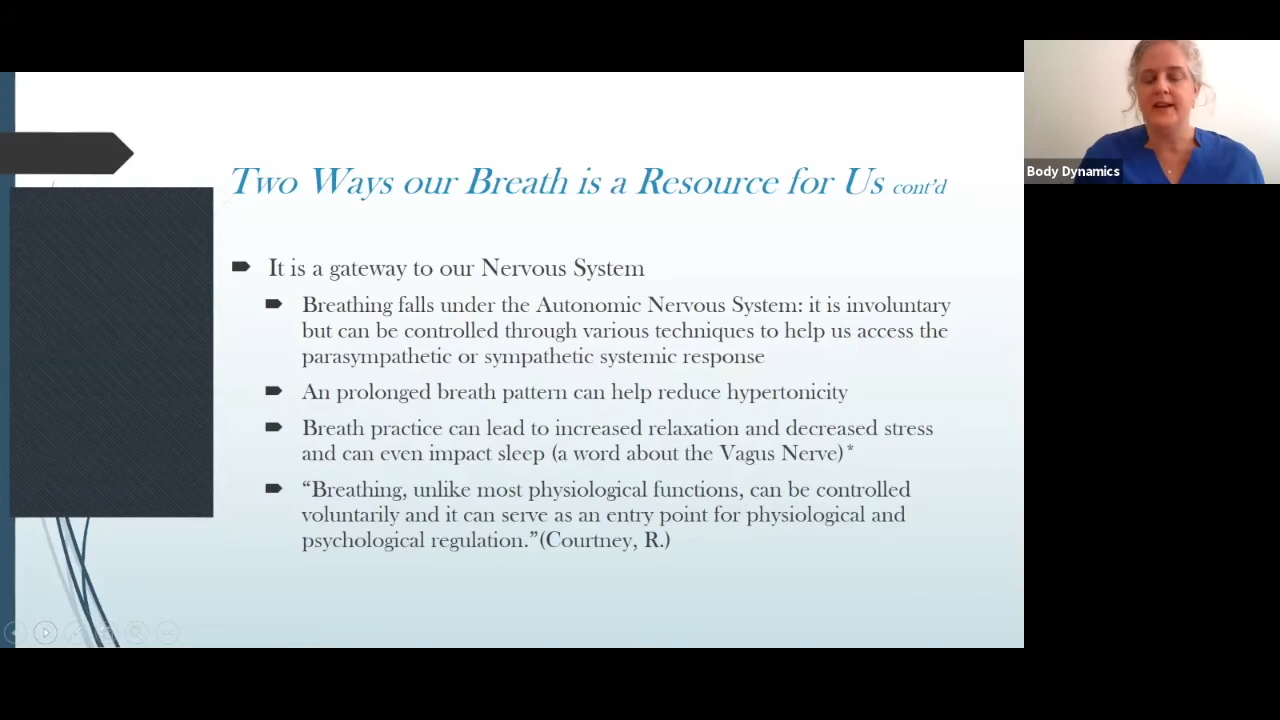 Two Ways our Breath is a Resource for Us cont'd
It is a gateway to our Nervous System
Breathing falls under the Autonomic Nervous System: it is involuntary
but can be controlled through various techniques to help us access the
parasympathetic or sympathetic systemic response
An prolonged breath pattern can help reduce hypertonicity
Breath practice can lead to increased relaxation and decreased stress
and can even impact sleep (a word about the Vagus Nerve)*
“Breathing, unlike most physiological functions, can be controlled
voluntarily and it can serve as an entry point for physiological and
psychological regulation.”(Courtney, R.)
Body Dynamics